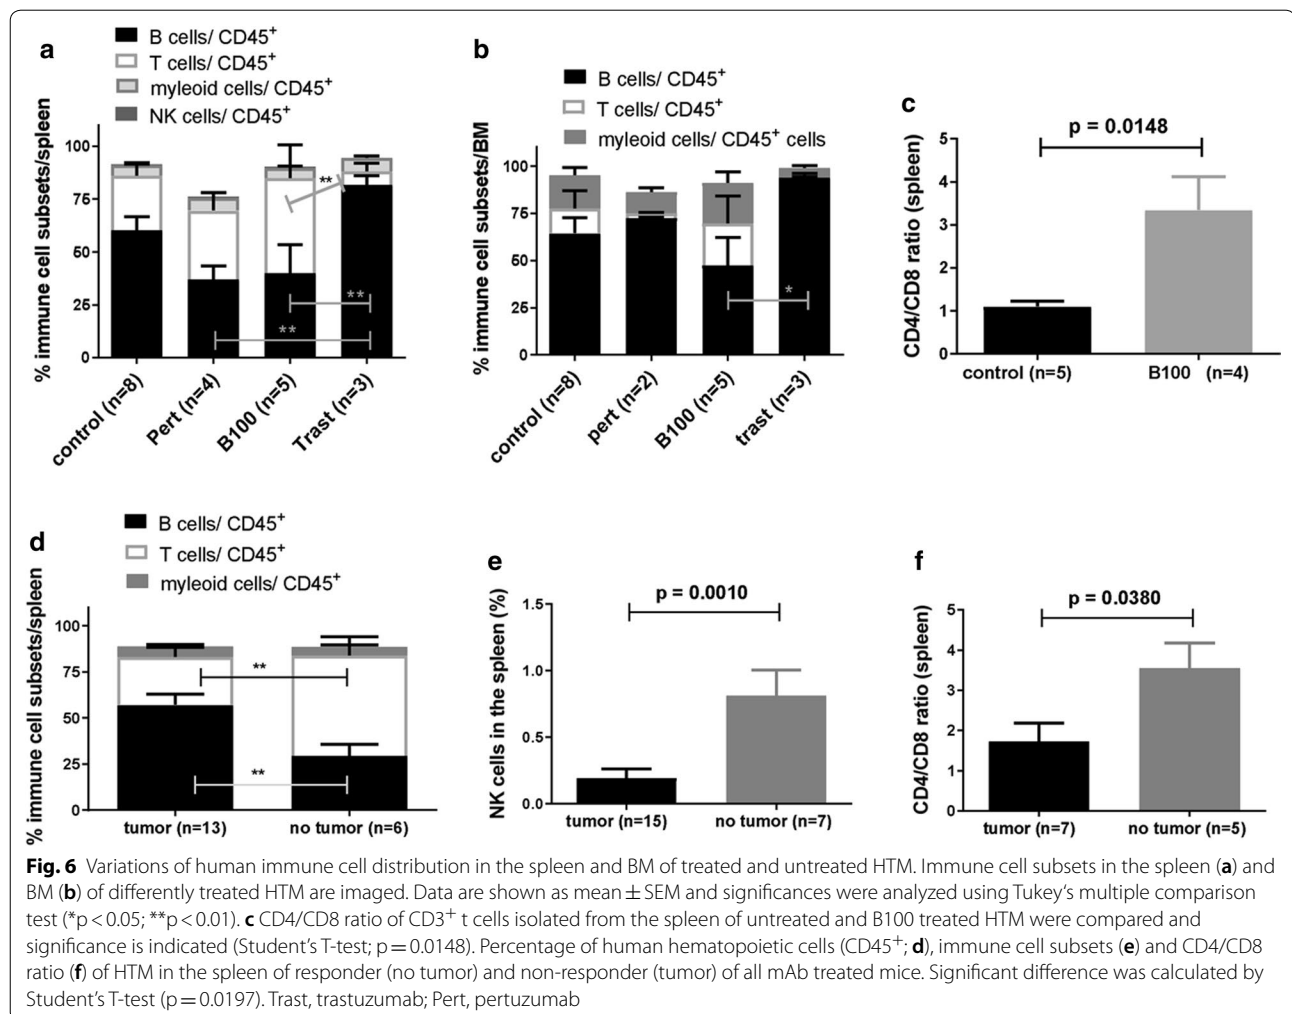 a
B cells/ CD45+
T cells/ CD45+
myleoid cells/ CD45+
NK cells/ CD45+
% immune cell subsets/spleen
100
75
50
25
0
**
**
**
control (n=8)
Pert (n=4)
B100 (n=5)
Trast (n=3)
b
B cells/ CD45+
T cells/ CD45+
myleoid cells/ CD45+ cells
% immune cell subsets/BM
100
75
50
25
0
*
control (n=8)
pert (n=2)
B100 (n=5)
trast (n=3)
c
p = 0.0148
CD4/CD8 ratio (spleen)
5
4
3
2
1
0
control (n=5)
B100 (n=4)
d
B cells/ CD45+
T cells/ CD45+
myleoid cells/ CD45+
% immune cell subsets/spleen
100
75
50
25
0
**
**
tumor (n=13)
no tumor (n=6)
e
p = 0.0010
NK cells in the spleen (%)
1.5
1.0
0.5
0.0
tumor (n=15)
no tumor (n=7)
f
p = 0.0380
CD4/CD8 ratio (spleen)
5
4
3
2
1
0
tumor (n=7)
no tumor (n=5)
Fig. 6 Variations of human immune cell distribution in the spleen and BM of treated and untreated HTM. Immune cell subsets in the spleen (a) and
BM (b) of differently treated HTM are imaged. Data are shown as mean ± SEM and significances were analyzed using Tukey's multiple comparison
test (*p < 0.05; **p < 0.01). c CD4/CD8 ratio of CD3+ t cells isolated from the spleen of untreated and B100 treated HTM were compared and
significance is indicated (Student's T-test; p = 0.0148). Percentage of human hematopoietic cells (CD45+; d), immune cell subsets (e) and CD4/CD8
ratio (f) of HTM in the spleen of responder (no tumor) and non-responder (tumor) of all mAb treated mice. Significant difference was calculated by
Student's T-test (p = 0.0197). Trast, trastuzumab; Pert, pertuzumab